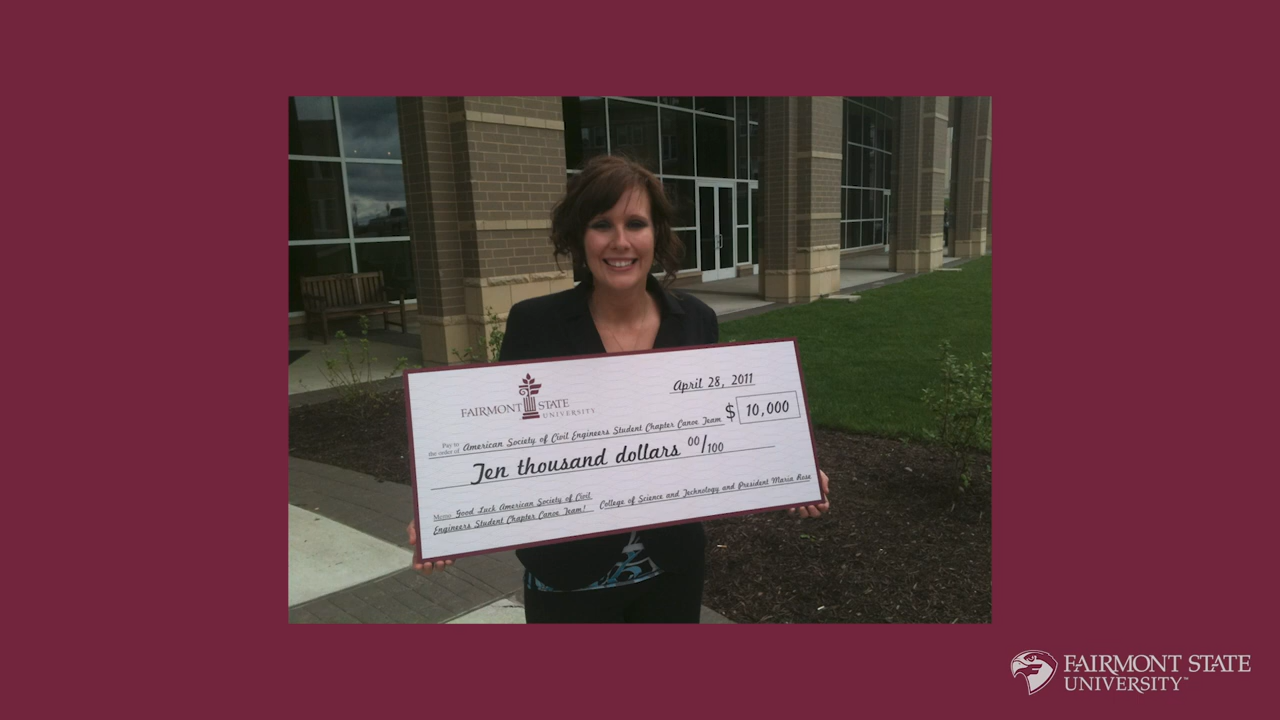 FAIRMONT STATE
UNIVERSITY
April 28, 2011
$ 10,000
Pay to
the order of American Society of Civil Engineers Student Chapter Canoe Team
Ten thousand dollars 00/100
Memo Good Luck American Society of Civil
Engineers Student Chapter Canoe Team!
College of Science and Technology and President Maria Rose
FAIRMONT STATE
UNIVERSITY™